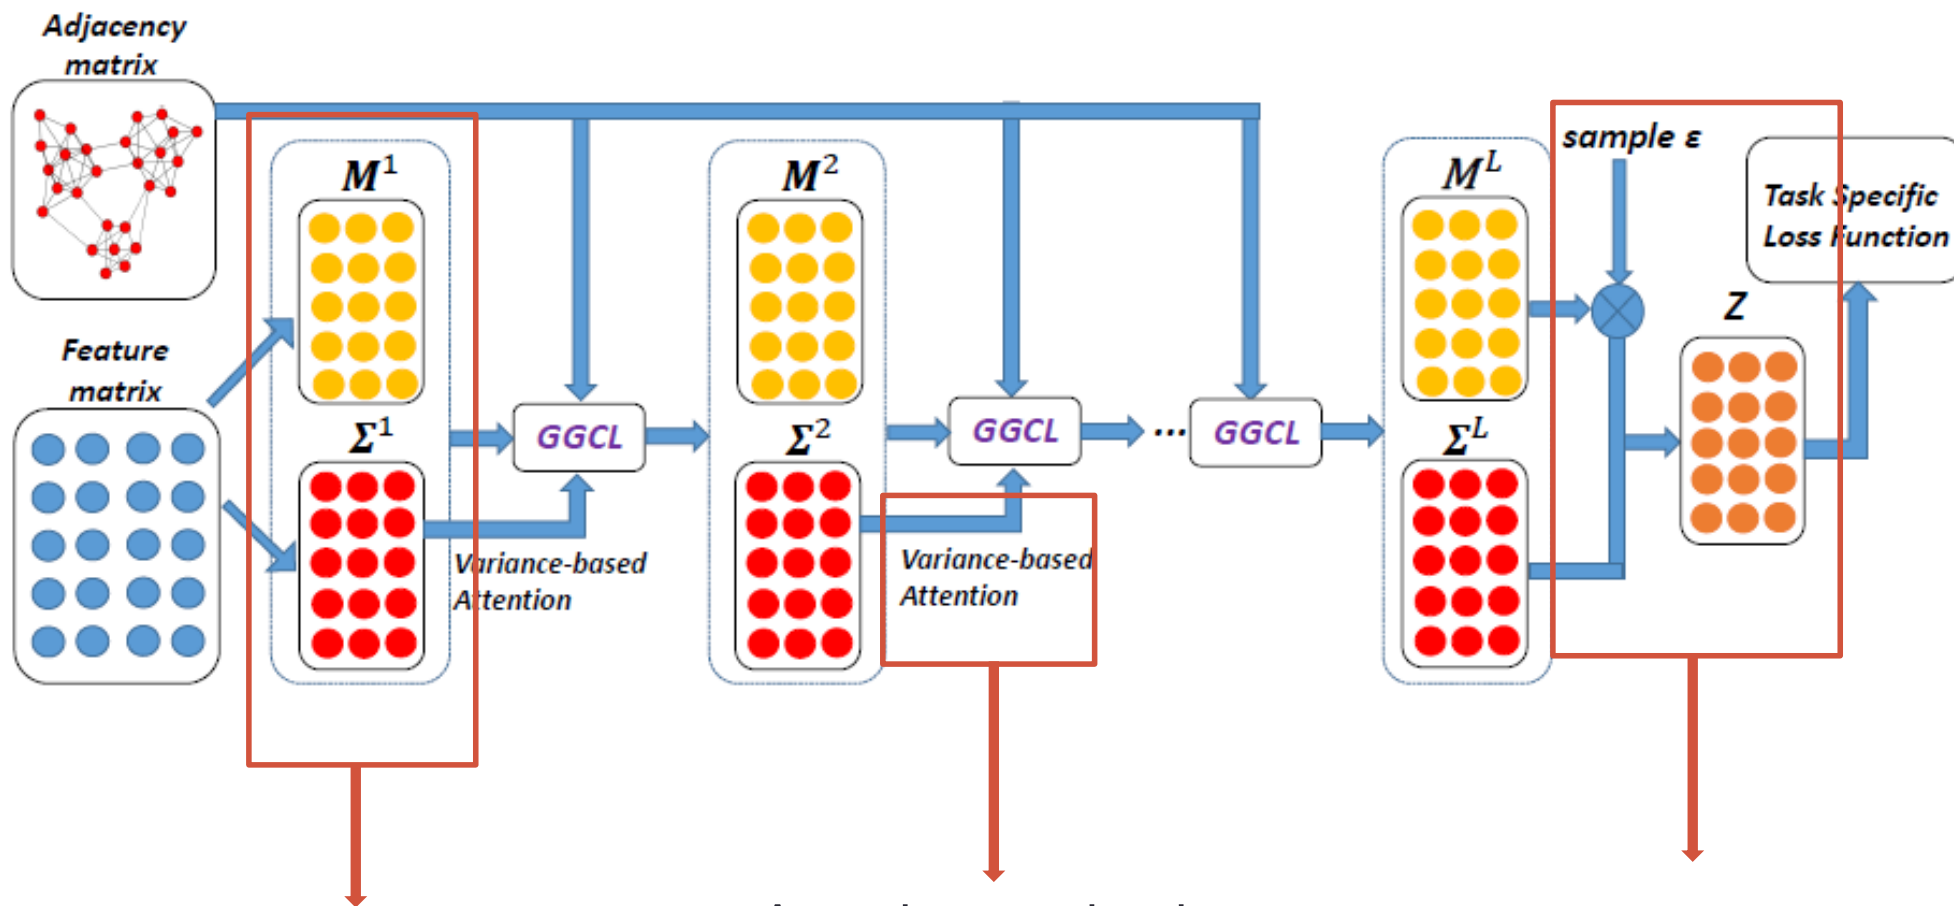 Adjacency
matrix
Feature
matrix
M¹
Σ¹
Variance-based
Attention
GGCL
M²
Σ²
Variance-based
Attention
GGCL
...
GGCL
Mᴸ
Σᴸ
sample ε
Z
Task Specific
Loss Function